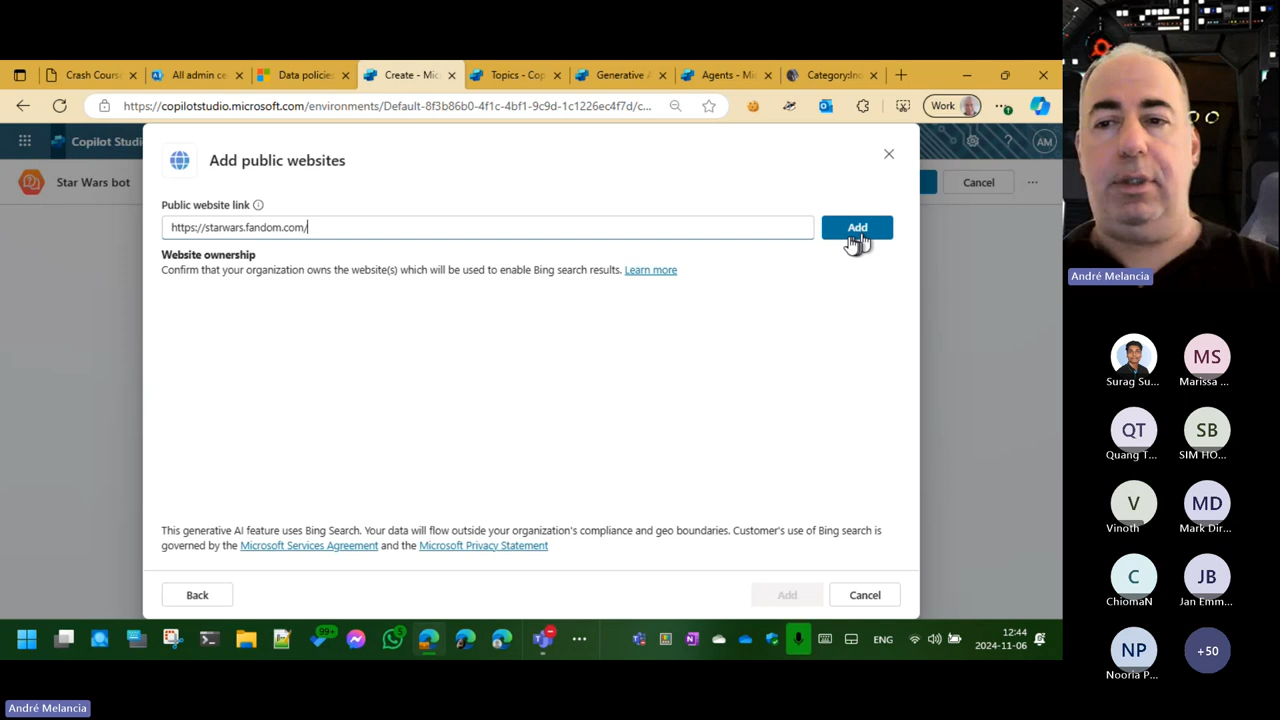 Crash Cours
All admin ce
Data policies
Create - Mic
Topics - Cop
Generative A
Agents - Mi
CategoryIno
https://copilotstudio.microsoft.com/environments/Default-8f3b86b0-4f1c-4bf1-9c9d-1c1226ec4f7d/c...
Work
Copilot Studi
AM
Star Wars bot
Cancel
Add public websites
Public website link
https://starwars.fandom.com/
Add
Website ownership
Confirm that your organization owns the website(s) which will be used to enable Bing search results. Learn more
This generative AI feature uses Bing Search. Your data will flow outside your organization's compliance and geo boundaries. Customer's use of Bing search is
governed by the Microsoft Services Agreement and the Microsoft Privacy Statement
Back
Add
Cancel
99+
5
ENG
12:44
2024-11-06
André Melancia
Surag Su...
MS
Marissa ...
QT
Quang T...
SB
SIM HO...
V
Vinoth
MD
Mark Dir...
C
ChiomaN
JB
Jan Emm...
NP
Nooria P...
+50
André Melancia